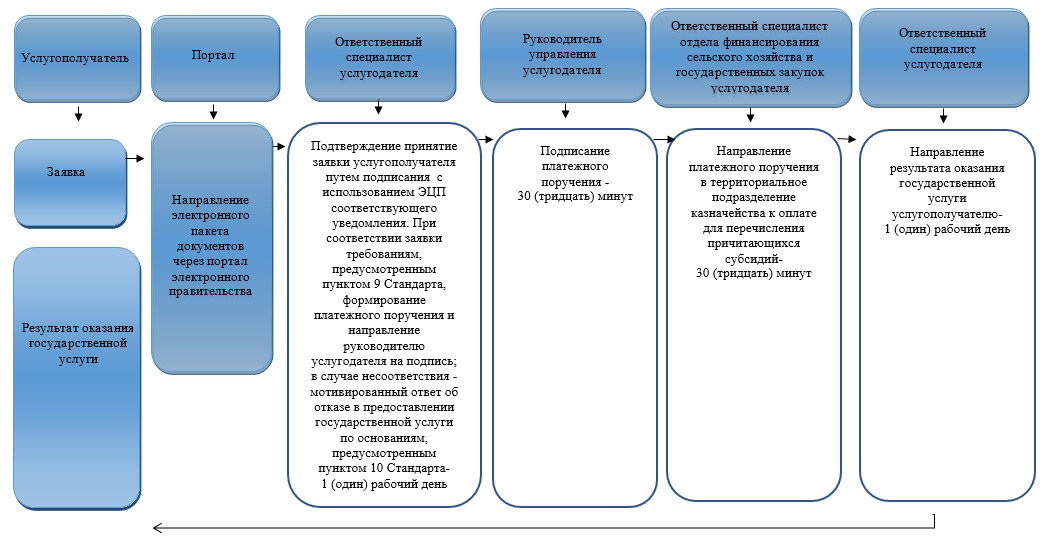 Услугополучатель
Портал
Ответственный
специалист
услугодателя
Руководитель
управления
услугодателя
Ответственный специалист
отдела финансирования
сельского хозяйства и
государственных закупок
услугодателя
Ответственный
специалист
услугодателя
Заявка
Результат оказания
государственной
услуги
Направление
электронного
пакета
документов
через портал
электронного
правительства
Подтверждение принятие
заявки услугополучателя
путем подписания с
использованием ЭЦП
соответствующего
уведомления. При
соответствии заявки
требованиям,
предусмотренным
пунктом 9 Стандарта,
формирование
платежного поручения и
направление
руководителю
услугодателя на подпись;
в случае несоответствия -
мотивированный ответ об
отказе в предоставлении
государственной услуги
по основаниям,
предусмотренным
пунктом 10 Стандарта-
1 (один) рабочий день
Подписание
платежного
поручения -
30 (тридцать) минут
Направление
платежного поручения
в территориальное
подразделение
казначейства к оплате
для перечисления
причитающихся
субсидий-
30 (тридцать) минут
Направление
результата оказания
государственной
услуги
услугополучателю-
1 (один) рабочий день